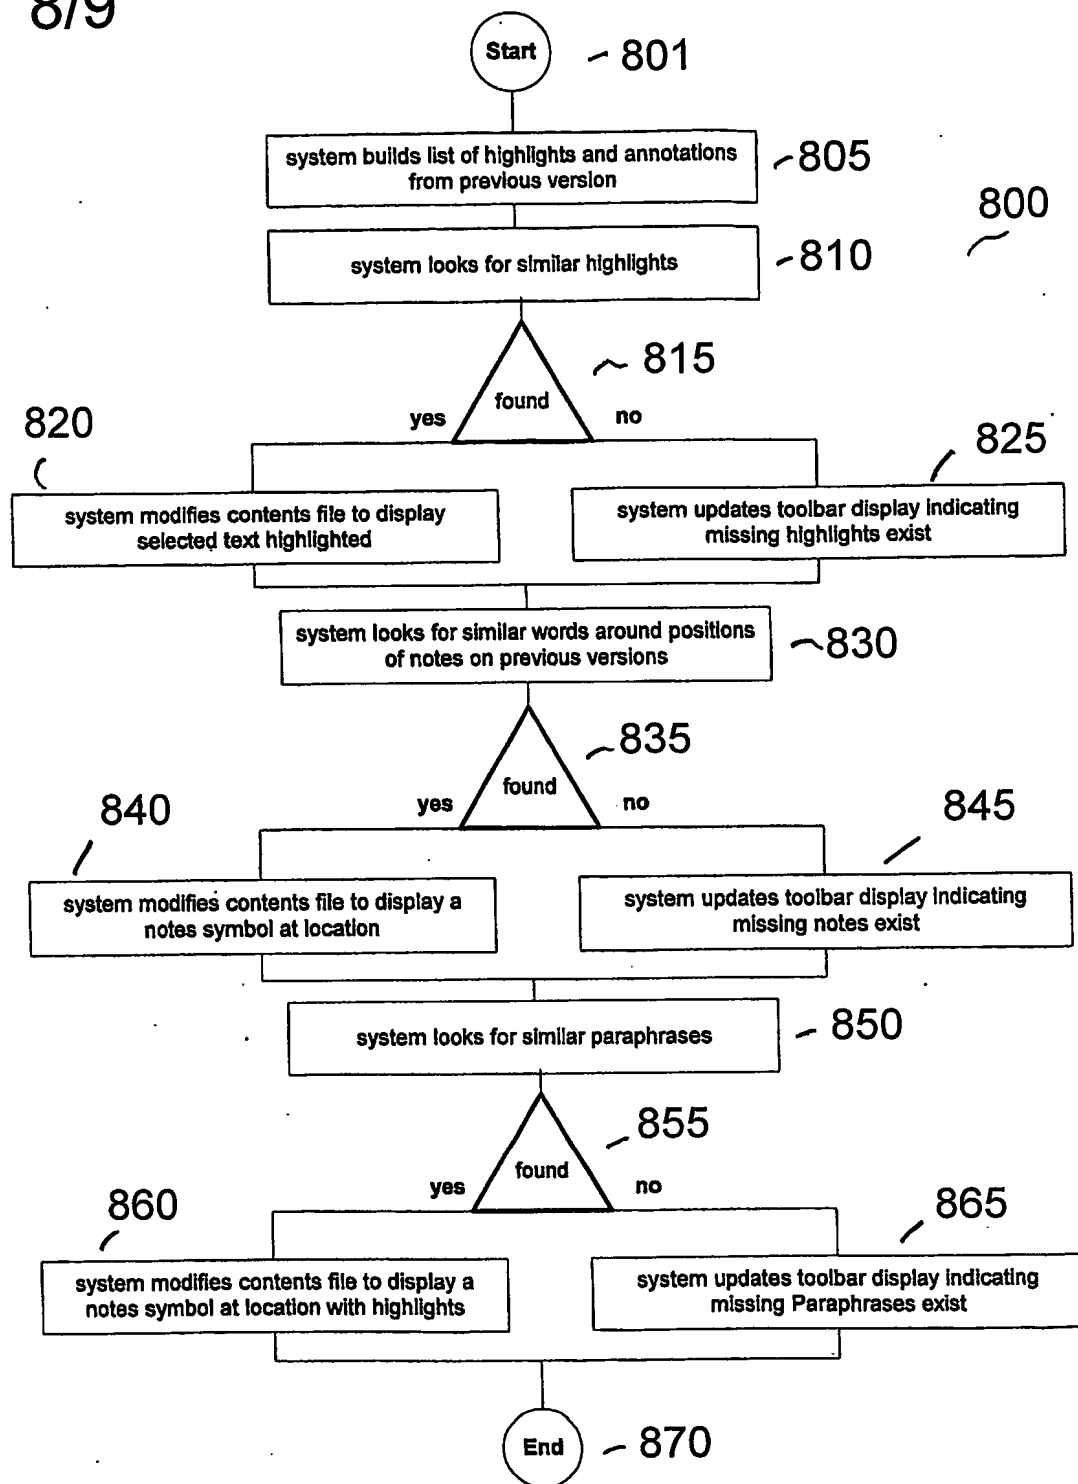 8/9
Start
801
system builds list of highlights and annotations
from previous version
805
800
system looks for similar highlights
810
815
found
yes
no
820
825
system modifies contents file to display
selected text highlighted
system updates toolbar display indicating
missing highlights exist
system looks for similar words around positions
of notes on previous versions
830
835
found
yes
no
840
845
system modifies contents file to display a
notes symbol at location
system updates toolbar display indicating
missing notes exist
system looks for similar paraphrases
850
855
found
yes
no
860
865
system modifies contents file to display a
notes symbol at location with highlights
system updates toolbar display indicating
missing Paraphrases exist
End
870